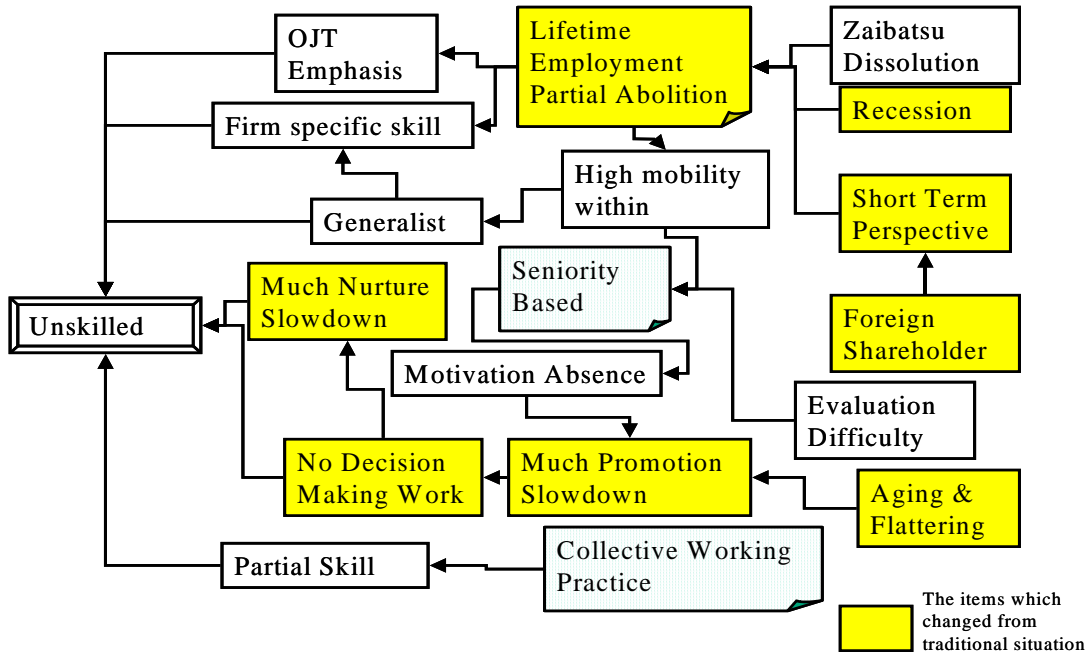 OJT
Emphasis
Lifetime
Employment
Partial Abolition
Zaibatsu
Dissolution
Recession
Firm specific skill
High mobility
within
Generalist
Short Term
Perspective
Seniority
Based
Much Nurture
Slowdown
Unskilled
Foreign
Shareholder
Motivation Absence
Evaluation
Difficulty
No Decision
Making Work
Much Promotion
Slowdown
Aging &
Flattering
Partial Skill
Collective Working
Practice
The items which
changed from
traditional situation